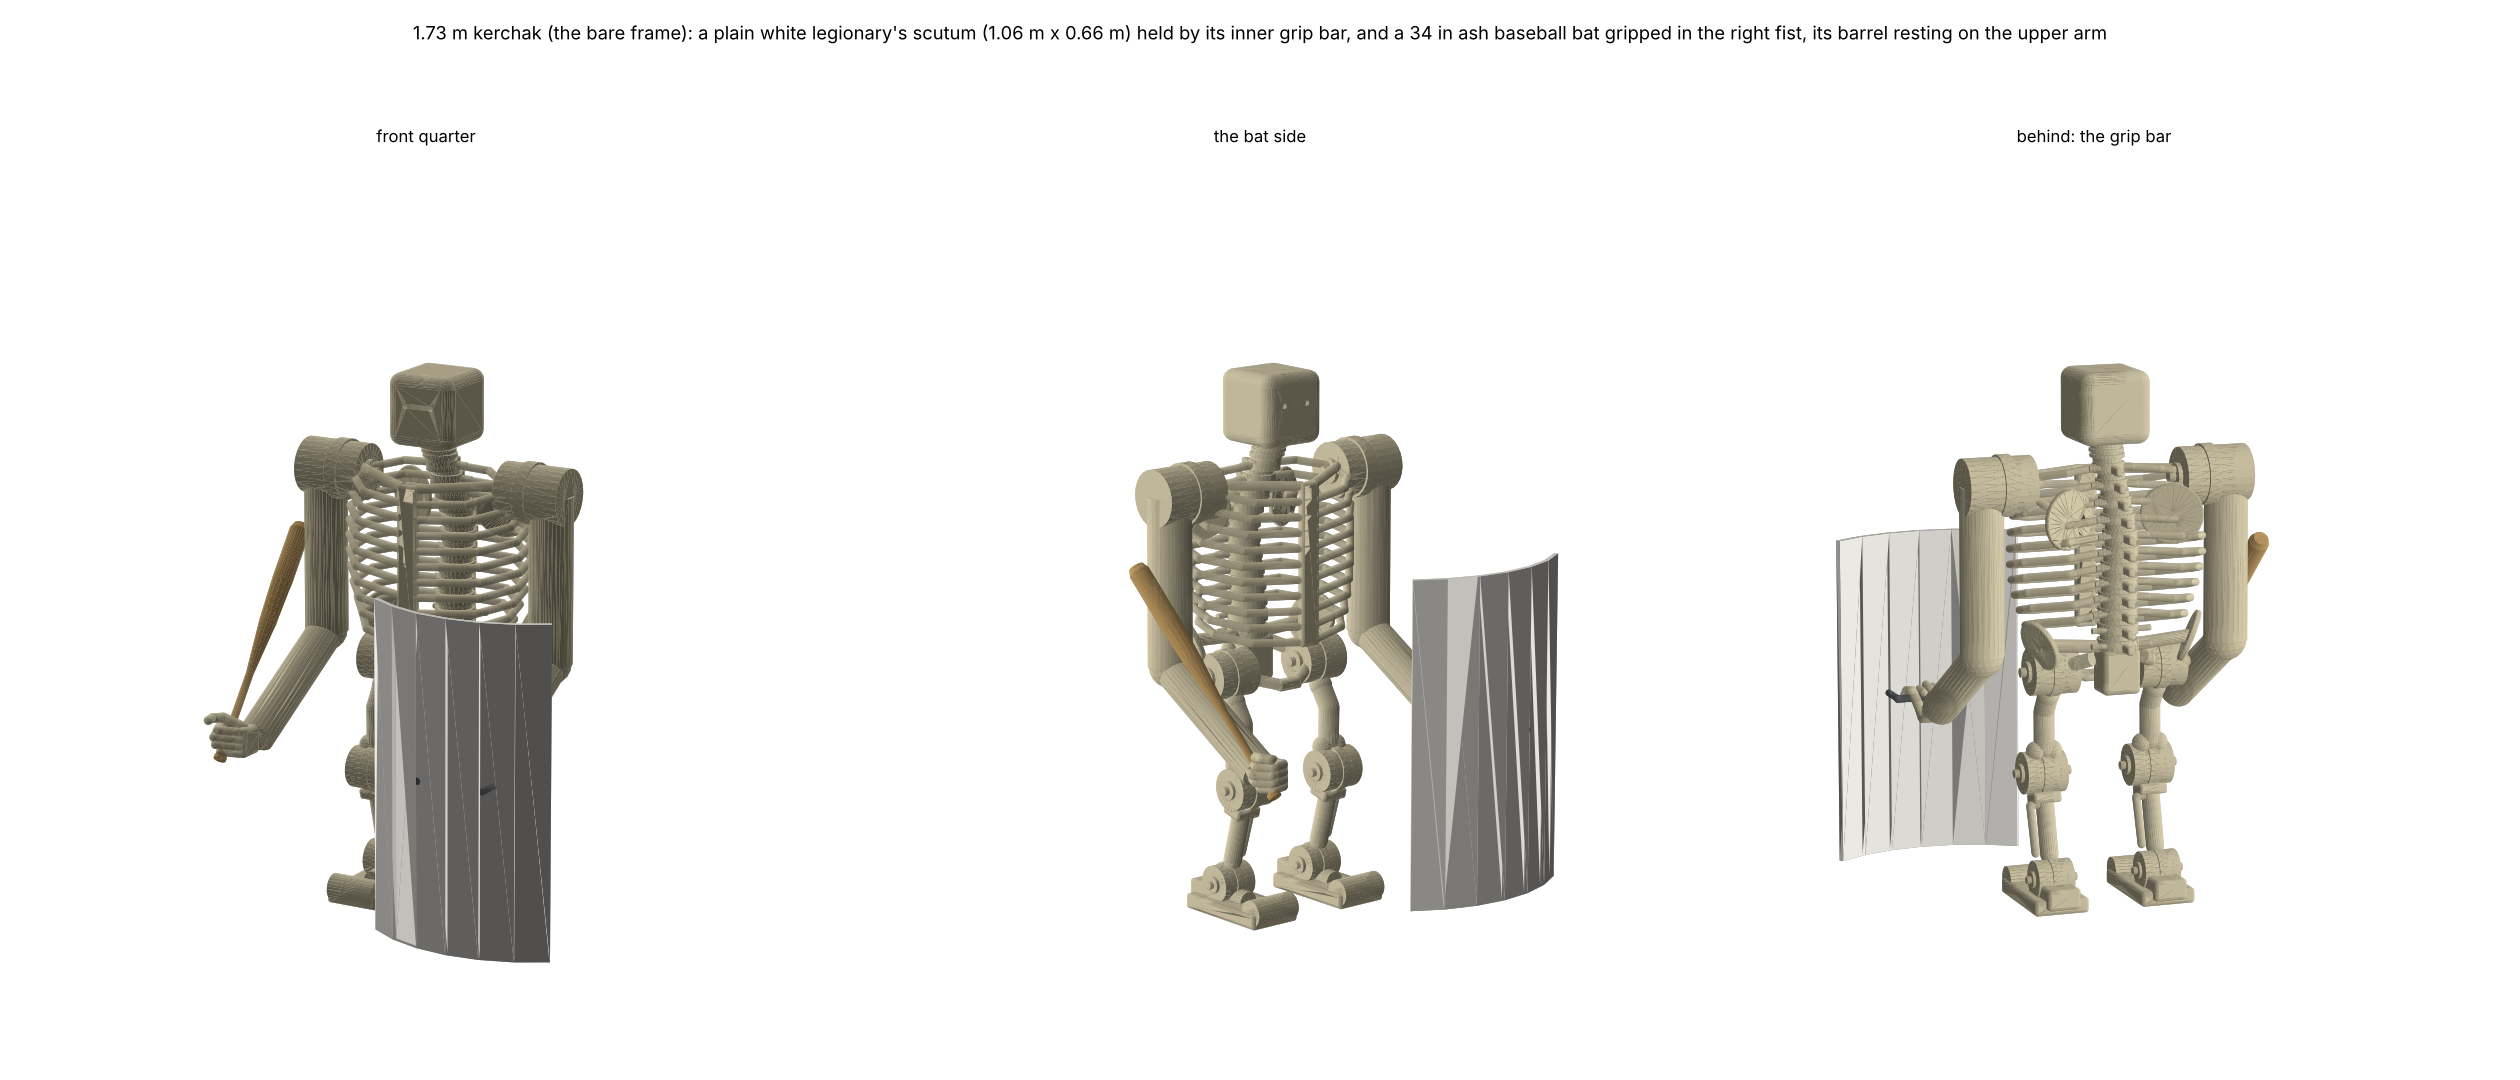 1.73 m kerchak (the bare frame): a plain white legionary's scutum (1.06 m x 0.66 m) held by its inner grip bar, and a 34 in ash baseball bat gripped in the right fist, its barrel resting on the upper arm
front quarter
the bat side
behind: the grip bar